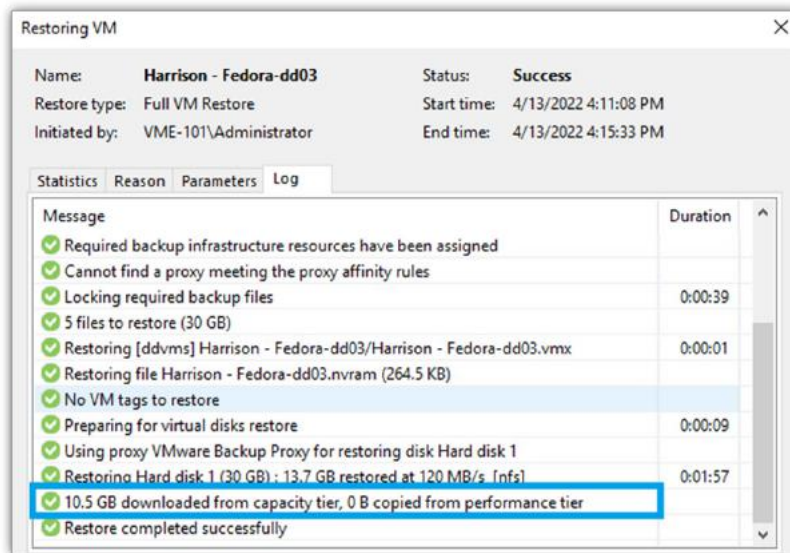 Restoring VM
Name: Harrison - Fedora-dd03 Status: Success
Restore type: Full VM Restore Start time: 4/13/2022 4:11:08 PM
Initiated by: VME-101\Administrator End time: 4/13/2022 4:15:33 PM
Statistics Reason Parameters Log
Message Duration
Required backup infrastructure resources have been assigned
Cannot find a proxy meeting the proxy affinity rules
Locking required backup files 0:00:39
5 files to restore (30 GB)
Restoring [ddvms] Harrison - Fedora-dd03/Harrison - Fedora-dd03.vmx 0:00:01
Restoring file Harrison - Fedora-dd03.nvram (264.5 KB)
No VM tags to restore
Preparing for virtual disks restore 0:00:09
Using proxy VMware Backup Proxy for restoring disk Hard disk 1
Restoring Hard disk 1 (30 GB) : 13.7 GB restored at 120 MB/s [nfs] 0:01:57
10.5 GB downloaded from capacity tier, 0 B copied from performance tier
Restore completed successfully